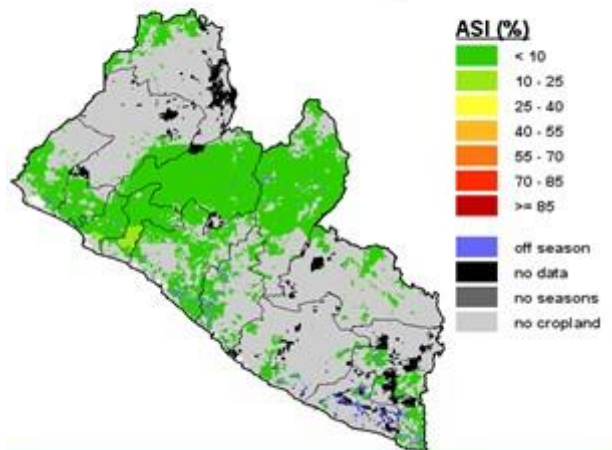 ASI (%)
< 10
10 - 25
25 - 40
40 - 55
55 - 70
70 - 85
>= 85
off season
no data
no seasons
no cropland